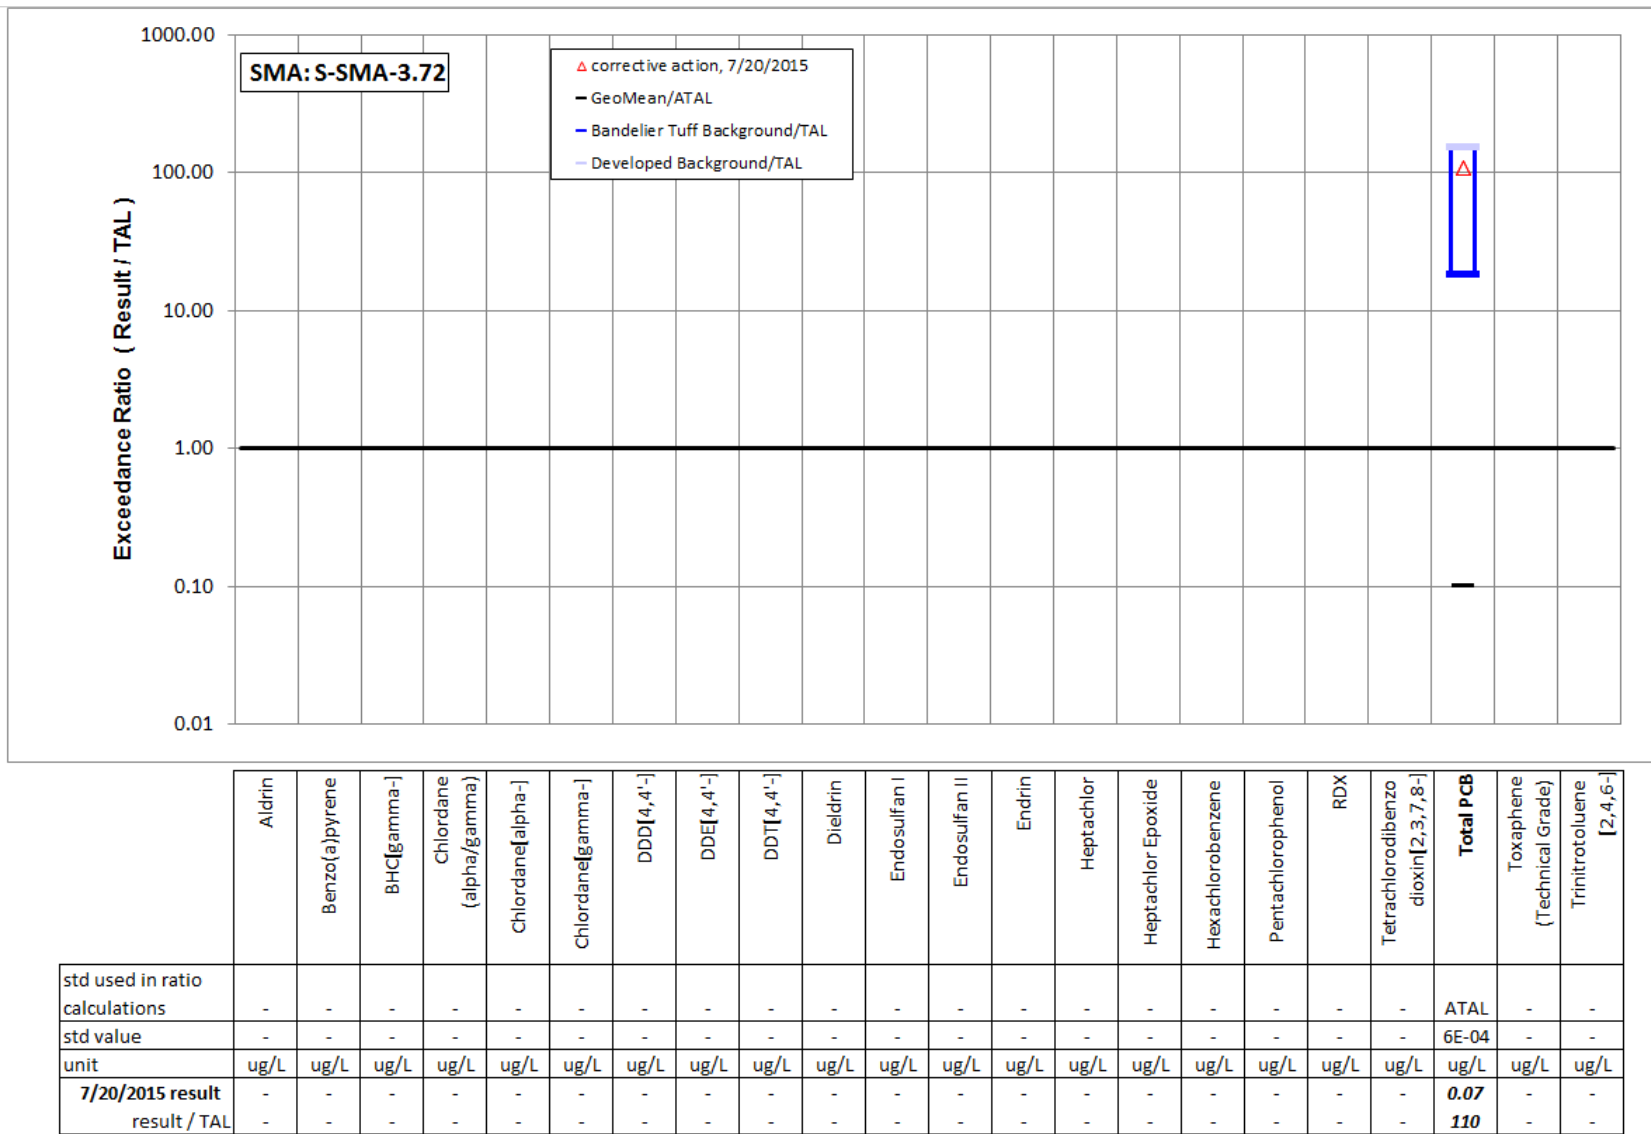 1000.00
SMA: S-SMA-3.72
corrective action, 7/20/2015
GeoMean/ATAL
Bandelier Tuff Background/TAL
Developed Background/TAL
100.00
10.00
1.00
0.10
0.01
Exceedance Ratio ( Result / TAL )
Aldrin
Benzo(a)pyrene
BHC[gamma-]
Chlordane
(alpha/gamma)
Chlordane[alpha-]
Chlordane[gamma-]
DDD[4,4'-]
DDE[4,4'-]
DDT[4,4'-]
Dieldrin
Endosulfan I
Endosulfan II
Endrin
Heptachlor
Heptachlor Epoxide
Hexachlorobenzene
Pentachlorophenol
RDX
Tetrachlorodibenzo
dioxin[2,3,7,8-]
Total PCB
Toxaphene
(Technical Grade)
Trinitrotoluene
[2,4,6-]
std used in ratio
calculations - - - - - - - - - - - - - - - - - - - ATAL - -
std value - - - - - - - - - - - - - - - - - - - 6E-04 - -
unit ug/L ug/L ug/L ug/L ug/L ug/L ug/L ug/L ug/L ug/L ug/L ug/L ug/L ug/L ug/L ug/L ug/L ug/L ug/L ug/L ug/L ug/L
7/20/2015 result - - - - - - - - - - - - - - - - - - - 0.07 - -
result / TAL - - - - - - - - - - - - - - - - - - - 110 - -